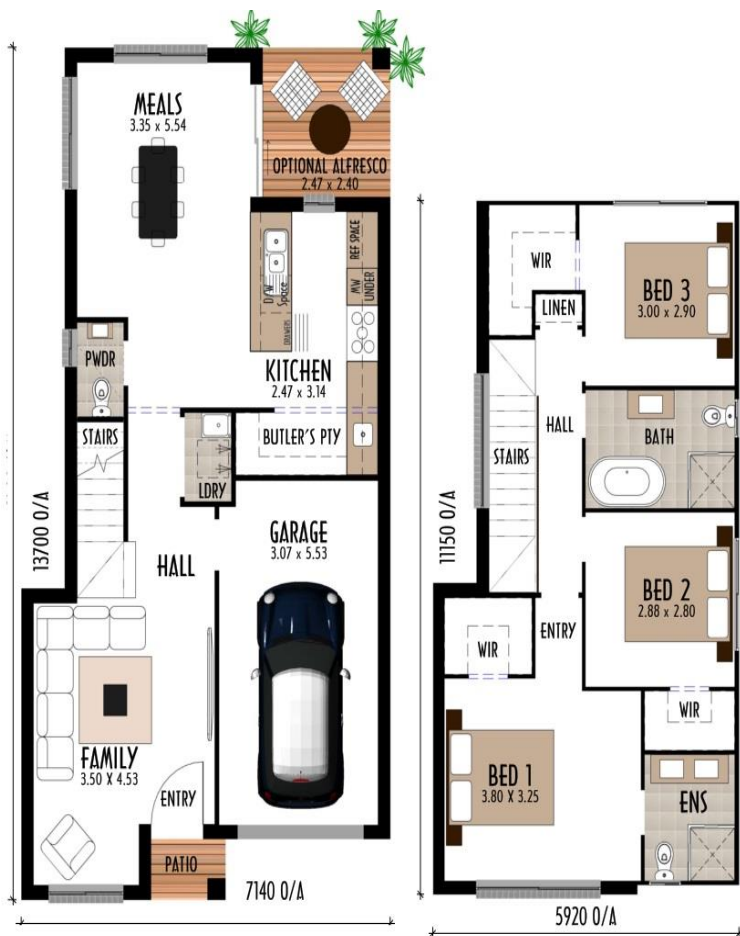 MEALS
3.35 x 5.54
OPTIONAL ALFRESCO
2.47 x 2.40
D/W
Space
DRAWERS
REF SPACE
MW
UNDER
PWDR
KITCHEN
2.47 x 3.14
STAIRS
BUTLER'S PTY
LDRY
GARAGE
3.07 x 5.53
HALL
13700 O/A
FAMILY
3.50 X 4.53
ENTRY
PATIO
7140 O/A
WIR
BED 3
3.00 x 2.90
LINEN
STAIRS
HALL
BATH
11150 O/A
BED 2
2.88 x 2.80
ENTRY
WIR
WIR
BED 1
3.80 X 3.25
ENS
5920 O/A